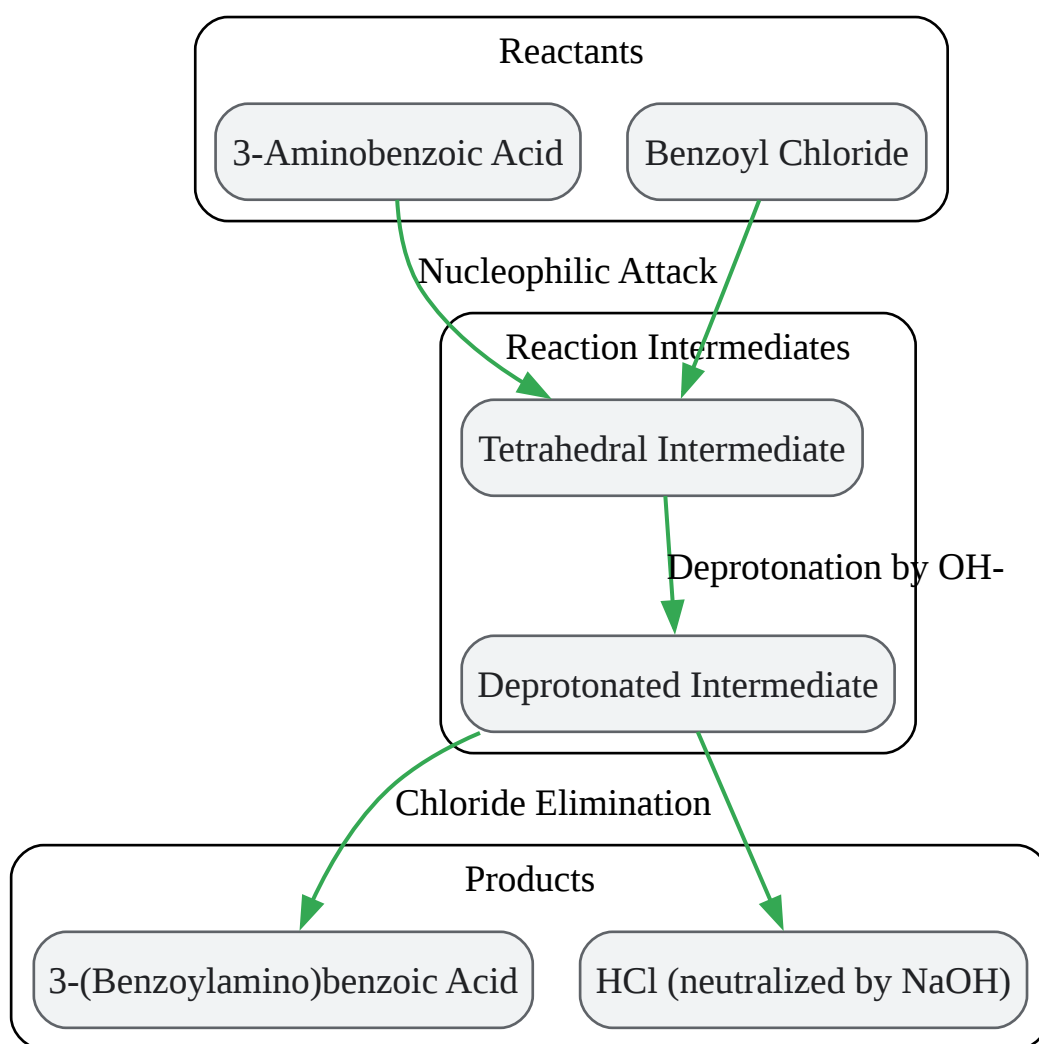 Reactants
3-Aminobenzoic Acid
Benzoyl Chloride
Nucleophilic Attack
Reaction Intermediates
Tetrahedral Intermediate
Deprotonation by OH-
Deprotonated Intermediate
Chloride Elimination
Products
3-(Benzoylamino)benzoic Acid
HCl (neutralized by NaOH)